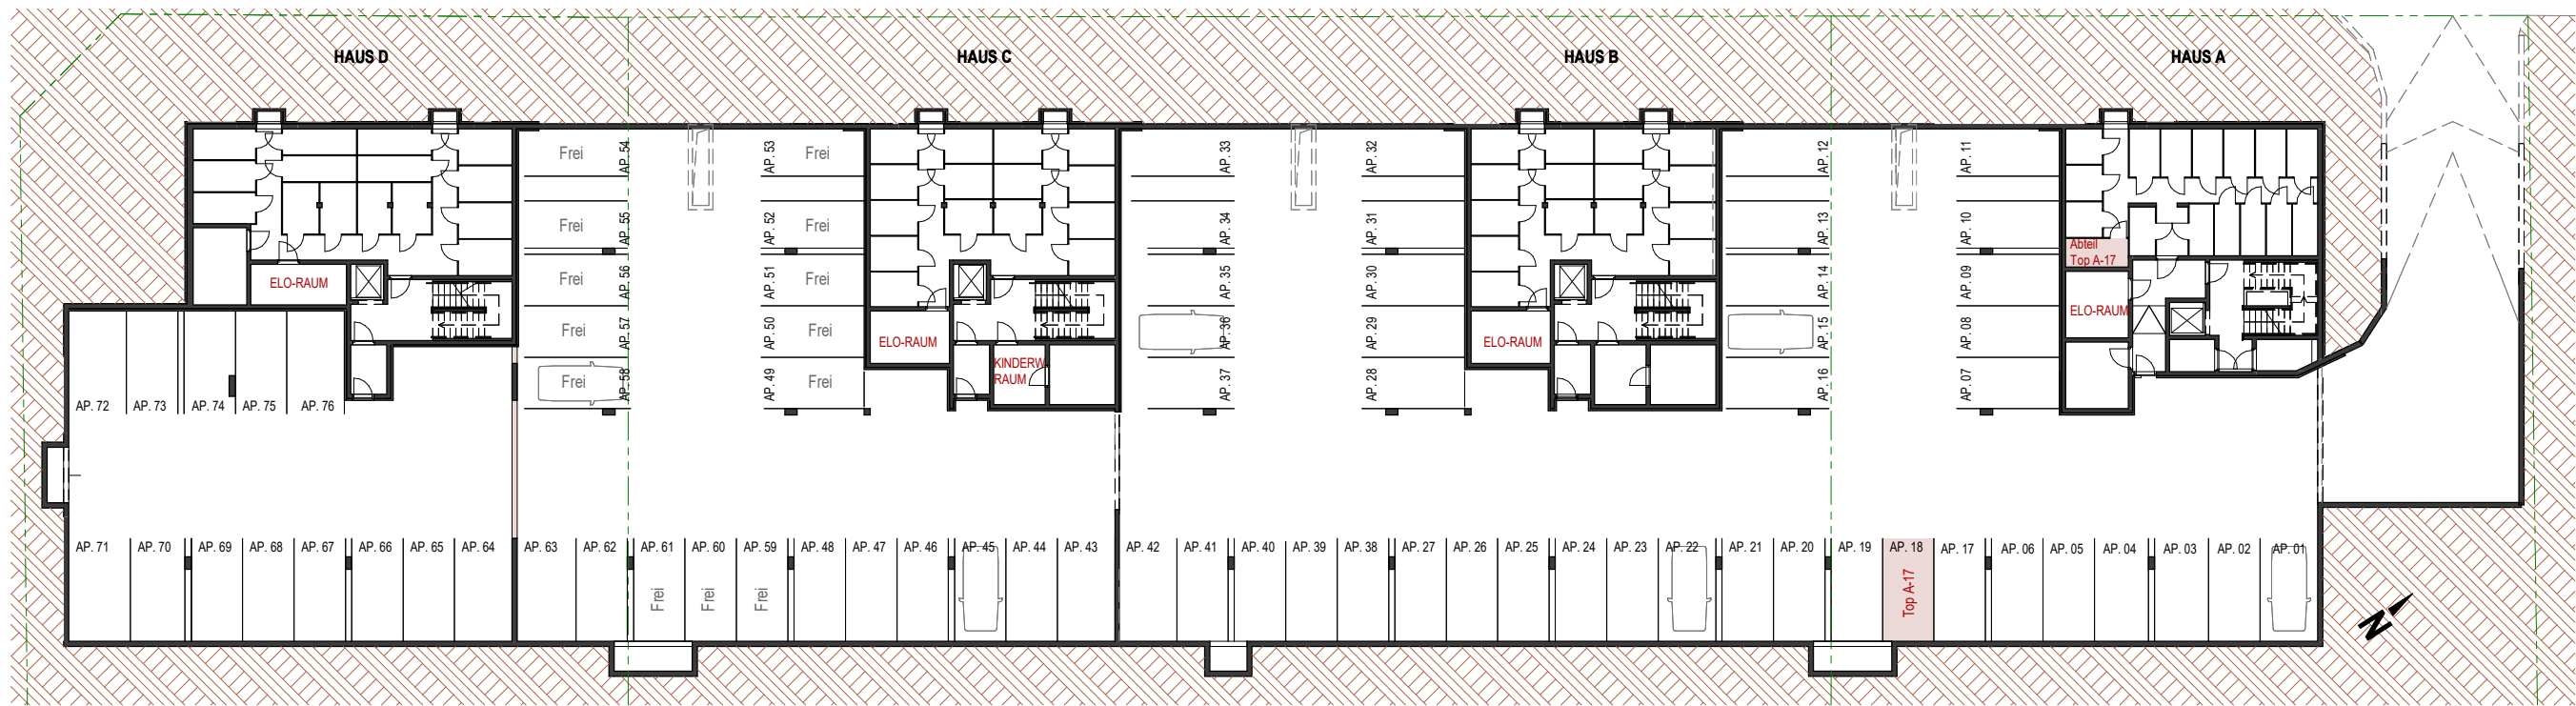 HAUS D
HAUS C
HAUS B
HAUS A
Frei
AP. 54
AP. 53
Frei
AP. 33
AP. 32
AP. 12
AP. 11
Frei
AP. 55
AP. 52
Frei
AP. 34
AP. 31
AP. 13
AP. 10
Abteil
Top A-17
ELO-RAUM
Frei
AP. 56
AP. 51
Frei
AP. 35
AP. 30
AP. 14
AP. 09
ELO-RAUM
Frei
AP. 57
AP. 50
Frei
ELO-RAUM
AP. 36
AP. 29
ELO-RAUM
AP. 15
AP. 08
KINDERW.
RAUM
Frei
AP. 58
AP. 49
Frei
AP. 37
AP. 28
AP. 16
AP. 07
AP. 72
AP. 73
AP. 74
AP. 75
AP. 76
AP. 71
AP. 70
AP. 69
AP. 68
AP. 67
AP. 66
AP. 65
AP. 64
AP. 63
AP. 62
AP. 61
AP. 60
AP. 59
AP. 48
AP. 47
AP. 46
AP. 45
AP. 44
AP. 43
AP. 42
AP. 41
AP. 40
AP. 39
AP. 38
AP. 27
AP. 26
AP. 25
AP. 24
AP. 23
AP. 22
AP. 21
AP. 20
AP. 19
AP. 18
AP. 17
AP. 06
AP. 05
AP. 04
AP. 03
AP. 02
AP. 01
Frei
Frei
Frei
Top A-17
N